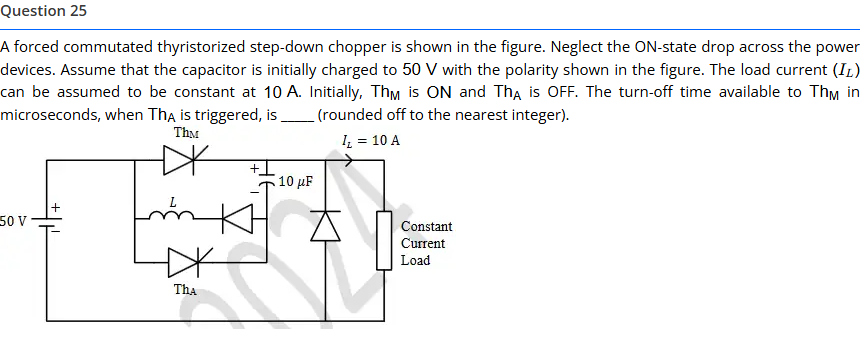 Question 25
A forced commutated thyristorized step-down chopper is shown in the figure. Neglect the ON-state drop across the power
devices. Assume that the capacitor is initially charged to 50 V with the polarity shown in the figure. The load current (I_L)
can be assumed to be constant at 10 A. Initially, Th_M is ON and Th_A is OFF. The turn-off time available to Th_M in
microseconds, when Th_A is triggered, is ____ (rounded off to the nearest integer).
Th_M
I_L = 10 A
+
10 μF
−
L
+
50 V
−
Constant
Current
Load
Th_A
2024